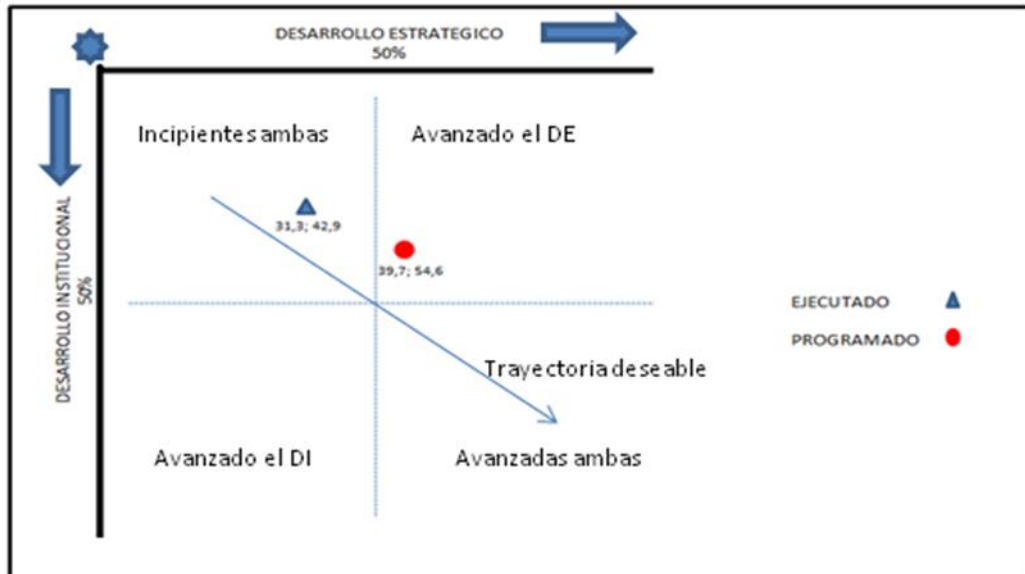 DESARROLLO ESTRATEGICO
50%
DESARROLLO INSTITUCIONAL
50%
Incipientes ambas
Avanzado el DE
31,3; 42,9
39,7; 54,6
EJECUTADO
PROGRAMADO
Trayectoria deseable
Avanzado el DI
Avanzadas ambas